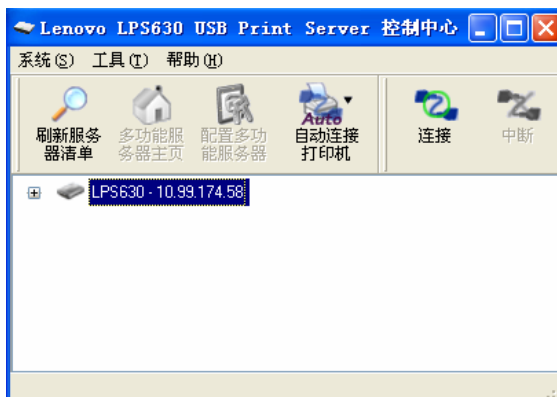 Lenovo LPS630 USB Print Server 控制中心
系统(S) 工具(T) 帮助(H)
刷新服务
器清单
多功能服
务器主页
配置多功
能服务器
Auto
自动连接
打印机
连接
中断
LPS630 - 10.99.174.58